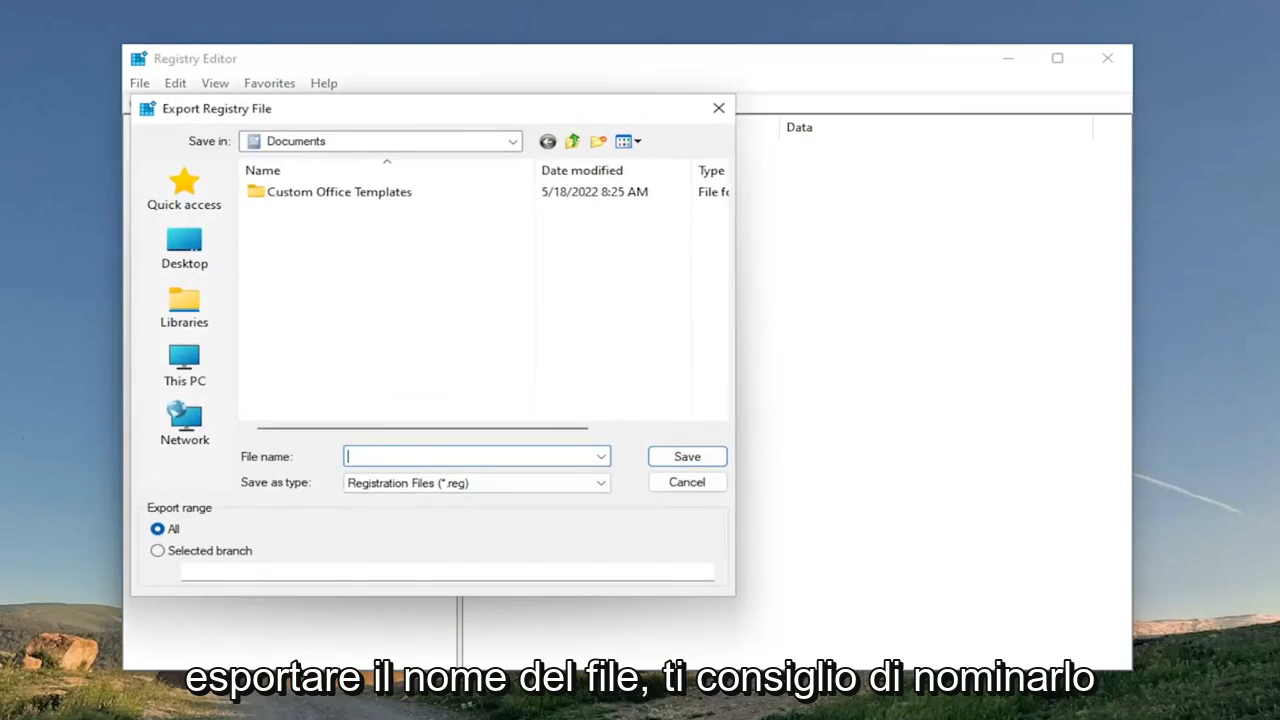 Registry Editor
File Edit View Favorites Help
Export Registry File
Save in: Documents
Name Date modified Type
Custom Office Templates 5/18/2022 8:25 AM File fo
Data
Quick access
Desktop
Libraries
This PC
Network
File name: Save
Save as type: Registration Files (*.reg) Cancel
Export range
All
Selected branch
esportare il nome del file, ti consiglio di nominarlo